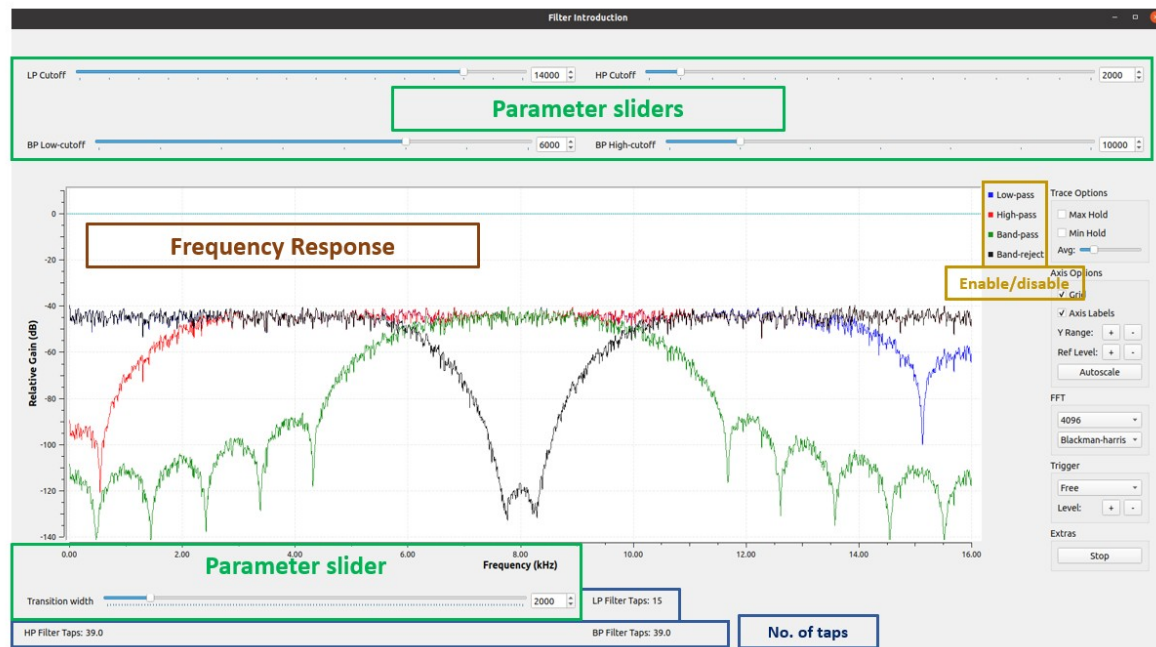 Filter Introduction
LP Cutoff 14000 HP Cutoff 2000
Parameter sliders
BP Low-cutoff 6000 BP High-cutoff 10000
Low-pass
High-pass
Band-pass
Band-reject
Enable/disable
Trace Options
Max Hold
Min Hold
Avg:
Axis Options
Grid
Axis Labels
Y Range: + -
Ref Level: + -
Autoscale
FFT
4096
Blackman-harris
Trigger
Free
Level: + -
Extras
Stop
Frequency Response
Relative Gain (dB)
0
-20
-40
-60
-80
-100
-120
-140
0.00 2.00 4.00 6.00 8.00 10.00 12.00 14.00 16.00
Frequency (kHz)
Parameter slider
Transition width 2000
LP Filter Taps: 15
HP Filter Taps: 39.0 BP Filter Taps: 39.0
No. of taps